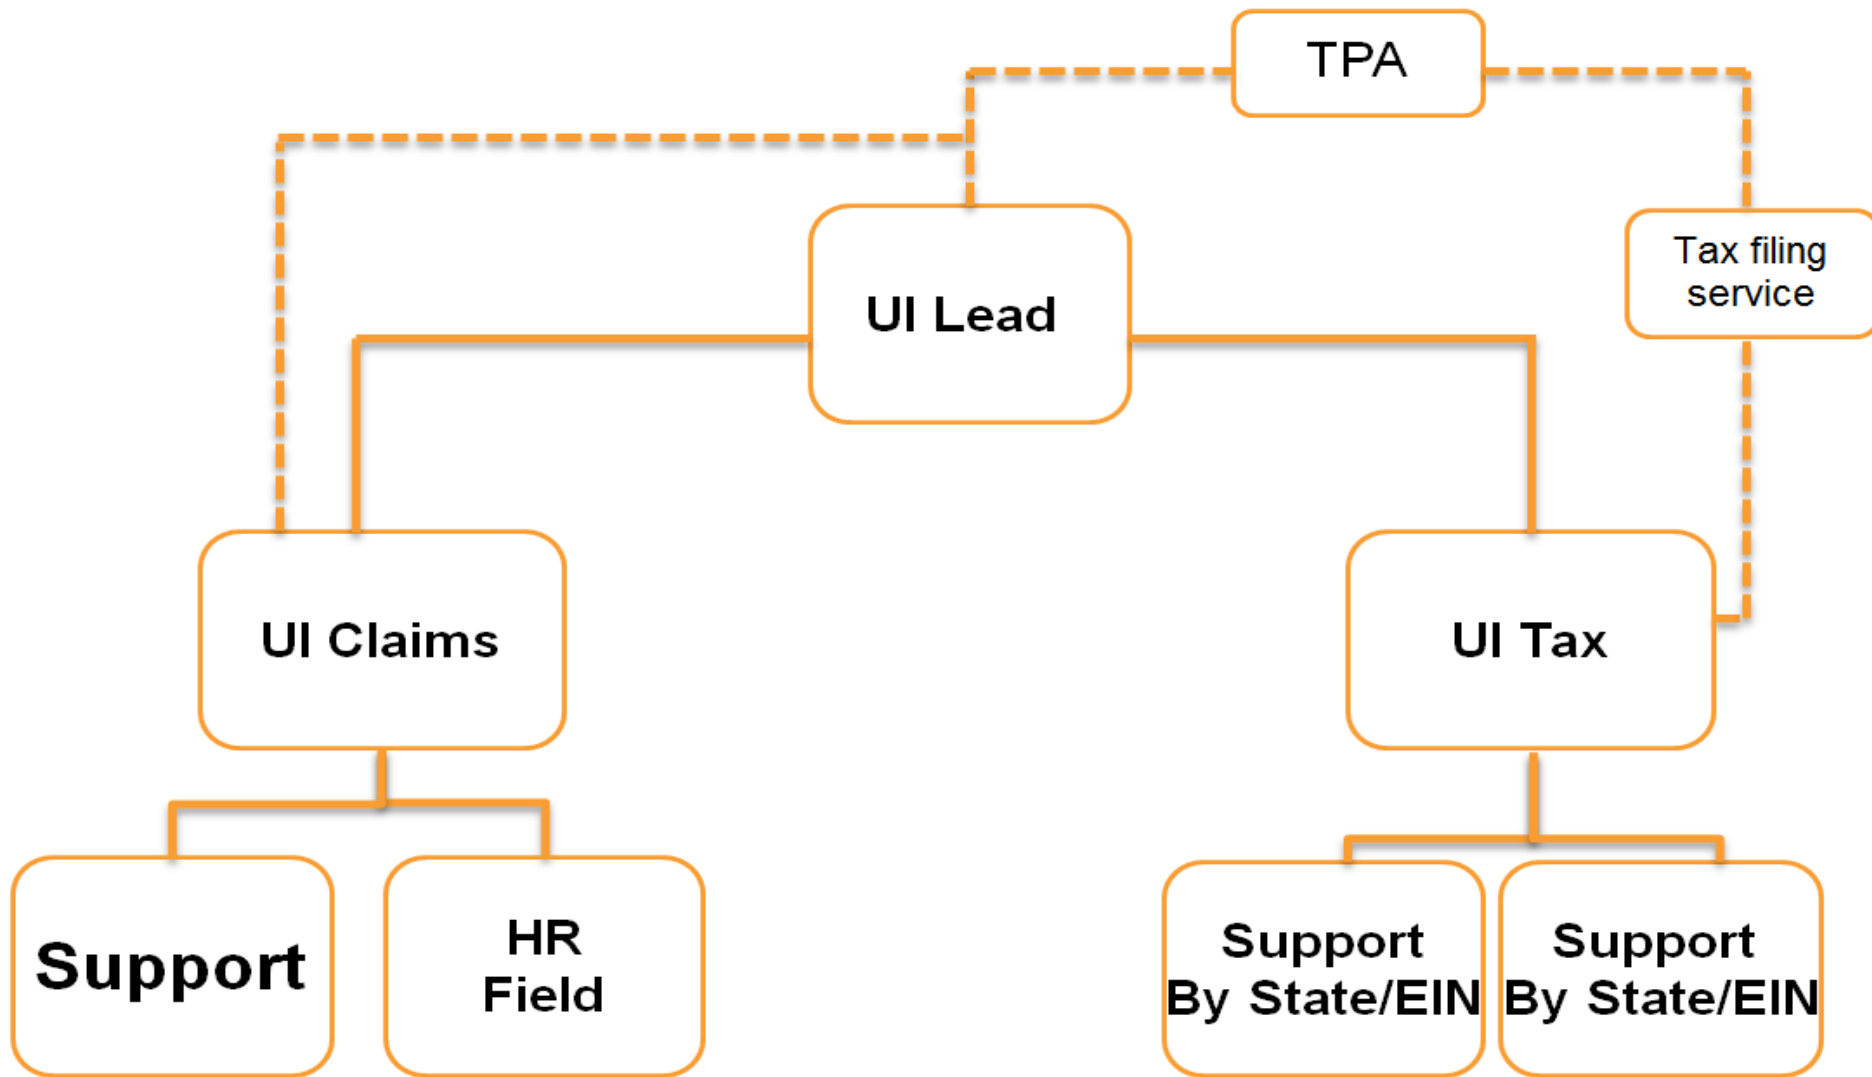 TPA
Tax filing
service
UI Lead
UI Claims
UI Tax
Support
HR
Field
Support
By State/EIN
Support
By State/EIN